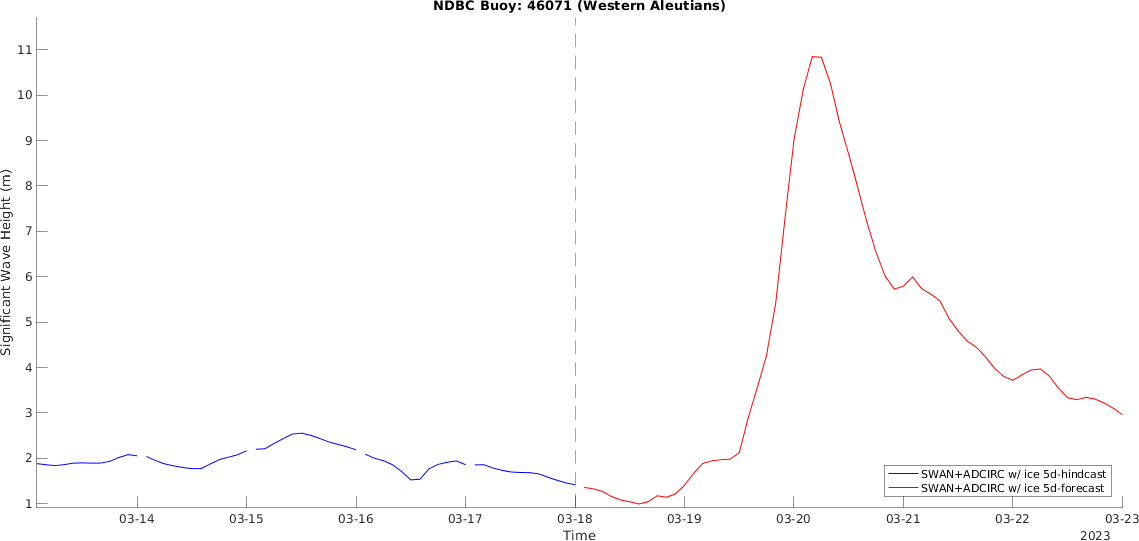 NDBC Buoy: 46071 (Western Aleutians)
Significant Wave Height (m)
11
10
9
8
7
6
5
4
3
2
1
SWAN+ADCIRC w/ ice 5d-hindcast
SWAN+ADCIRC w/ ice 5d-forecast
03-14 03-15 03-16 03-17 03-18 03-19 03-20 03-21 03-22 03-23
Time 2023